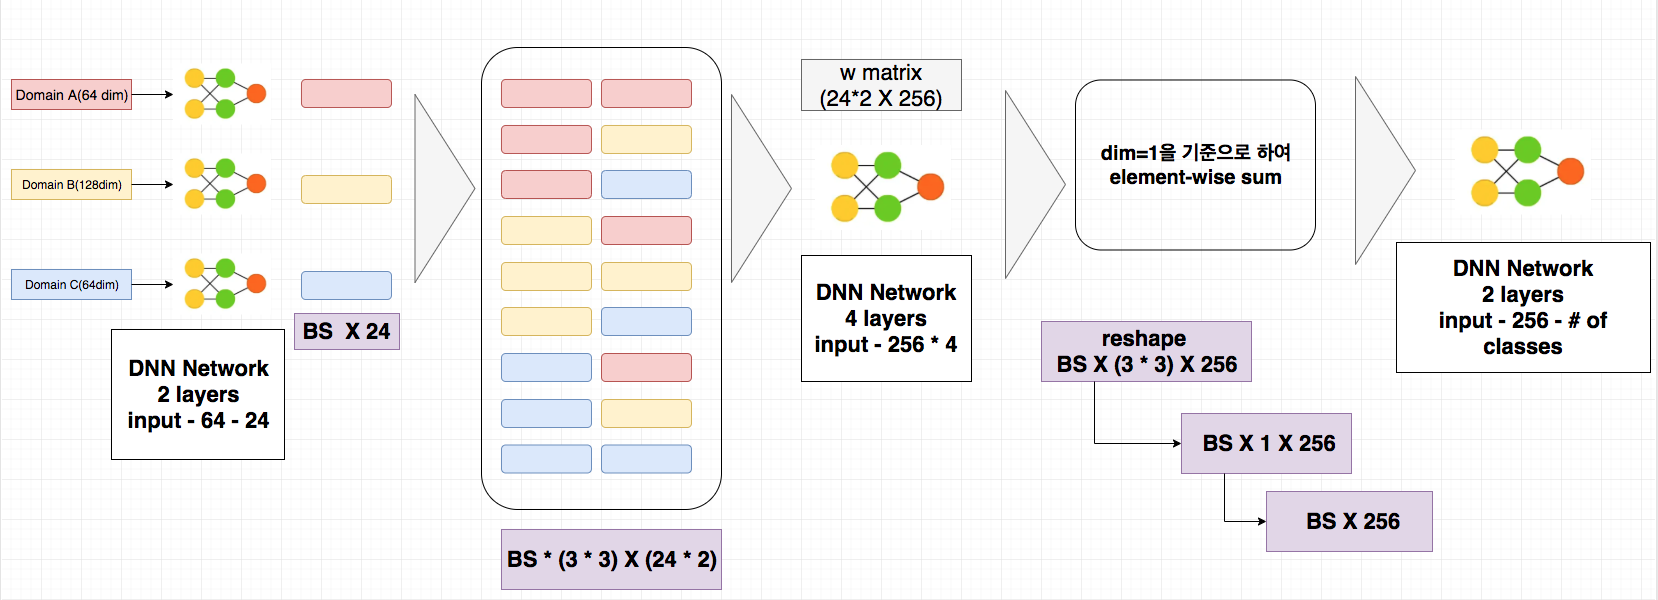 Domain A(64 dim)
Domain B(128dim)
Domain C(64dim)
BS X 24
DNN Network
2 layers
input - 64 - 24
BS * (3 * 3) X (24 * 2)
w matrix
(24*2 X 256)
DNN Network
4 layers
input - 256 * 4
dim=1을 기준으로 하여
element-wise sum
reshape
BS X (3 * 3) X 256
BS X 1 X 256
BS X 256
DNN Network
2 layers
input - 256 - # of
classes